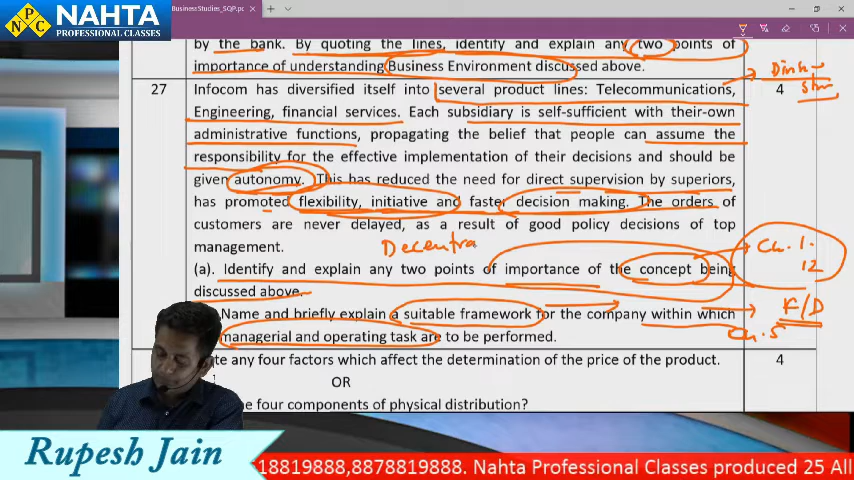 NPC
NAHTA
PROFESSIONAL CLASSES
BusinessStudies_SQP.pc
by the bank. By quoting the lines, identify and explain any two points of
importance of understanding Business Environment discussed above.
27 Infocom has diversified itself into several product lines: Telecommunications, 4
Engineering, financial services. Each subsidiary is self-sufficient with their own
administrative functions, propagating the belief that people can assume the
responsibility for the effective implementation of their decisions and should be
given autonomy. This has reduced the need for direct supervision by superiors,
has promoted flexibility, initiative and faster decision making. The orders of
customers are never delayed, as a result of good policy decisions of top
management. Decentra Ch. 1.
12
(a). Identify and explain any two points of importance of the concept being
discussed above.
Name and briefly explain a suitable framework for the company within which F/D
managerial and operating task are to be performed. Ch. 5
any four factors which affect the determination of the price of the product. 4
OR
four components of physical distribution?
Rupesh Jain
18819888,8878819888. Nahta Professional Classes produced 25 All